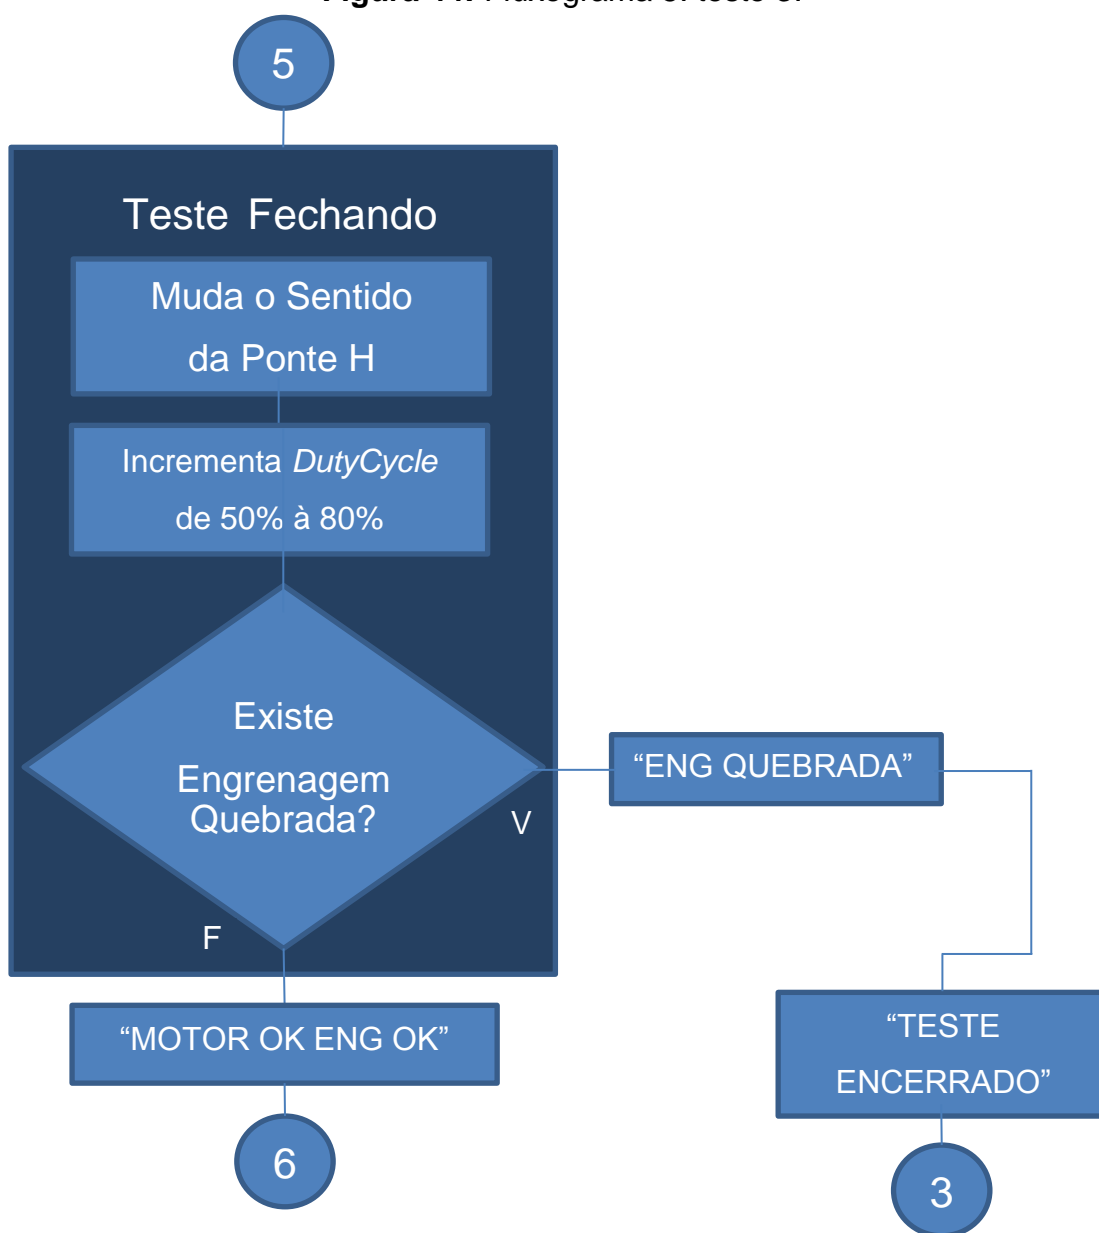 5
Teste Fechando
Muda o Sentido
da Ponte H
Incrementa DutyCycle
de 50% à 80%
Existe
Engrenagem
Quebrada?
V
F
“ENG QUEBRADA”
“MOTOR OK ENG OK”
“TESTE
ENCERRADO”
6
3